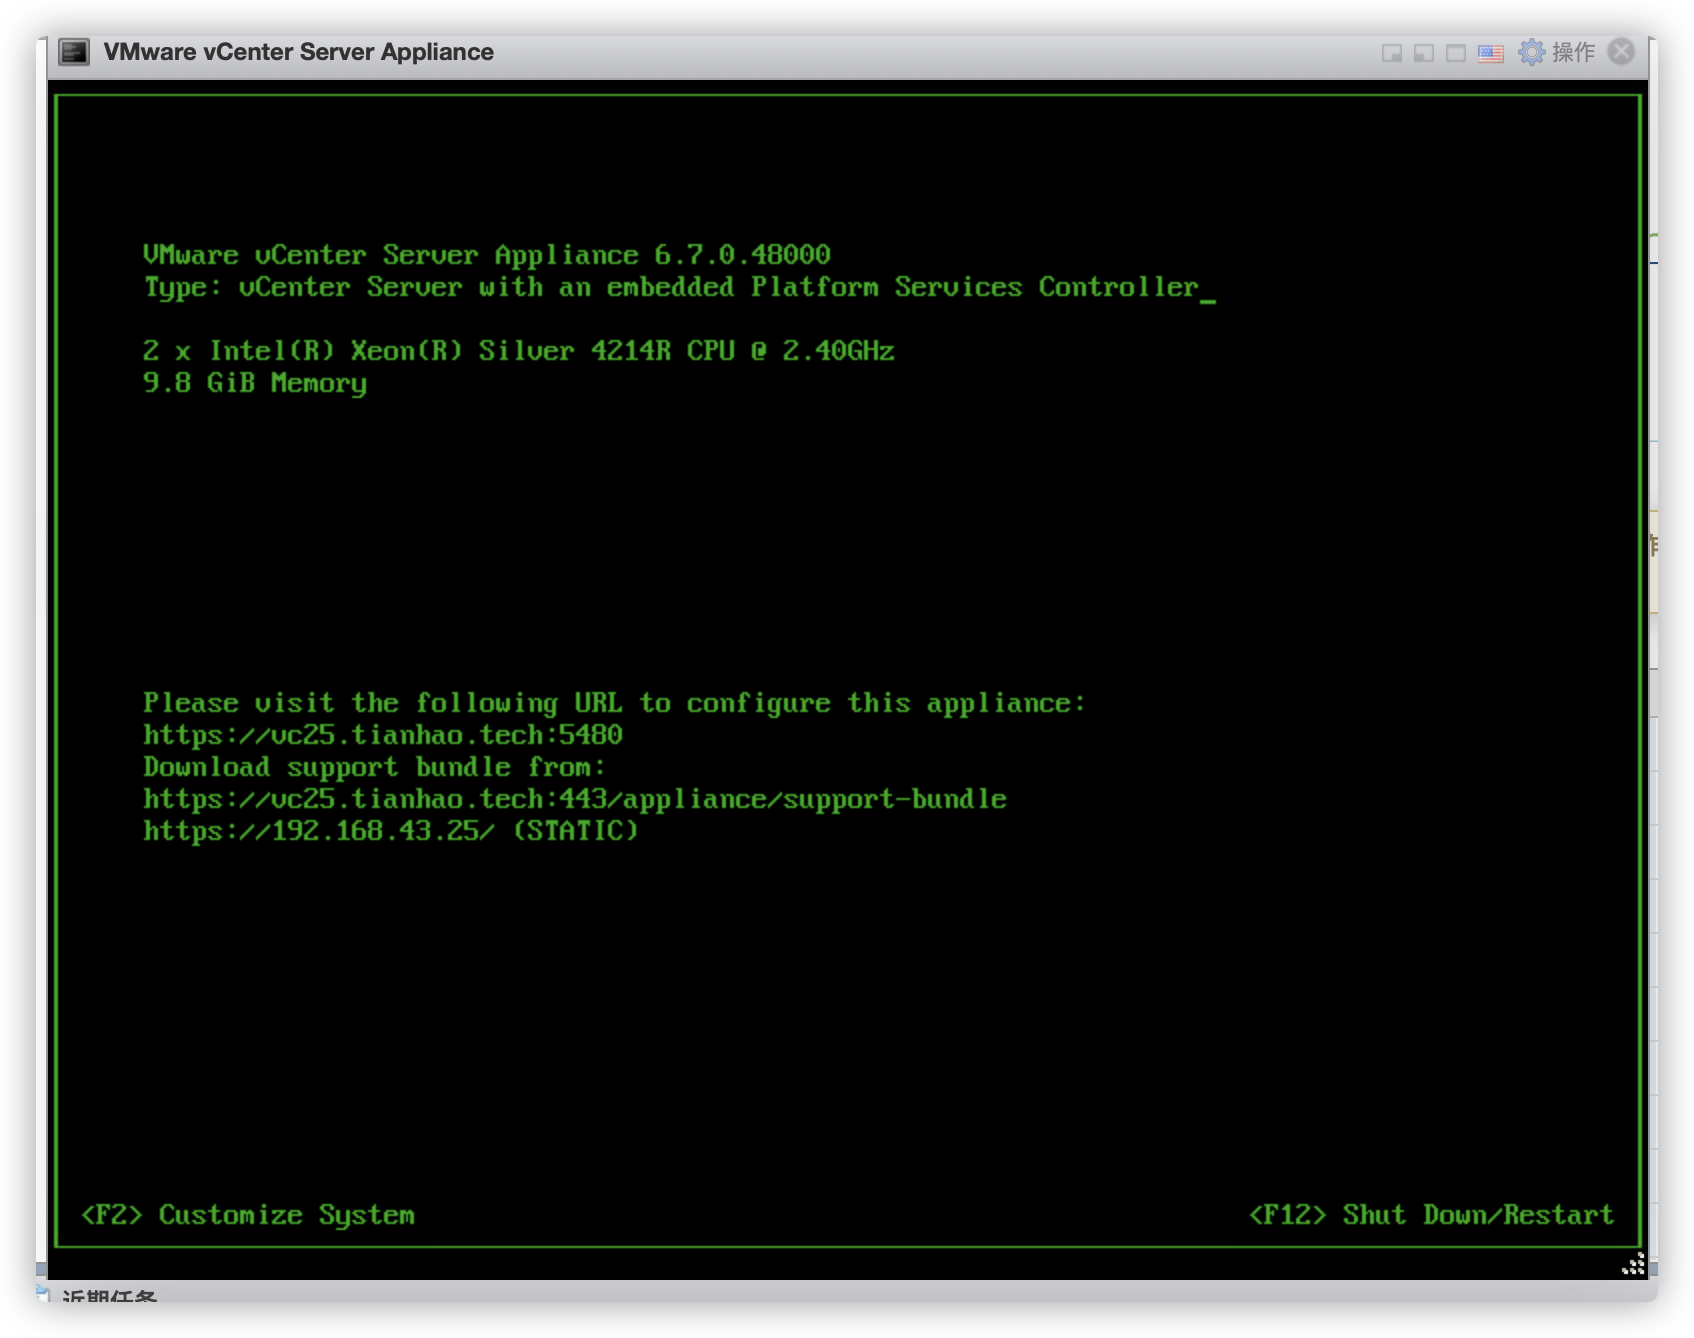 VMware vCenter Server Appliance
操作
VMware vCenter Server Appliance 6.7.0.48000
Type: vCenter Server with an embedded Platform Services Controller_
2 x Intel(R) Xeon(R) Silver 4214R CPU @ 2.40GHz
9.8 GiB Memory
Please visit the following URL to configure this appliance:
https://vc25.tianhao.tech:5480
Download support bundle from:
https://vc25.tianhao.tech:443/appliance/support-bundle
https://192.168.43.25/ (STATIC)
<F2> Customize System
<F12> Shut Down/Restart
近期任务